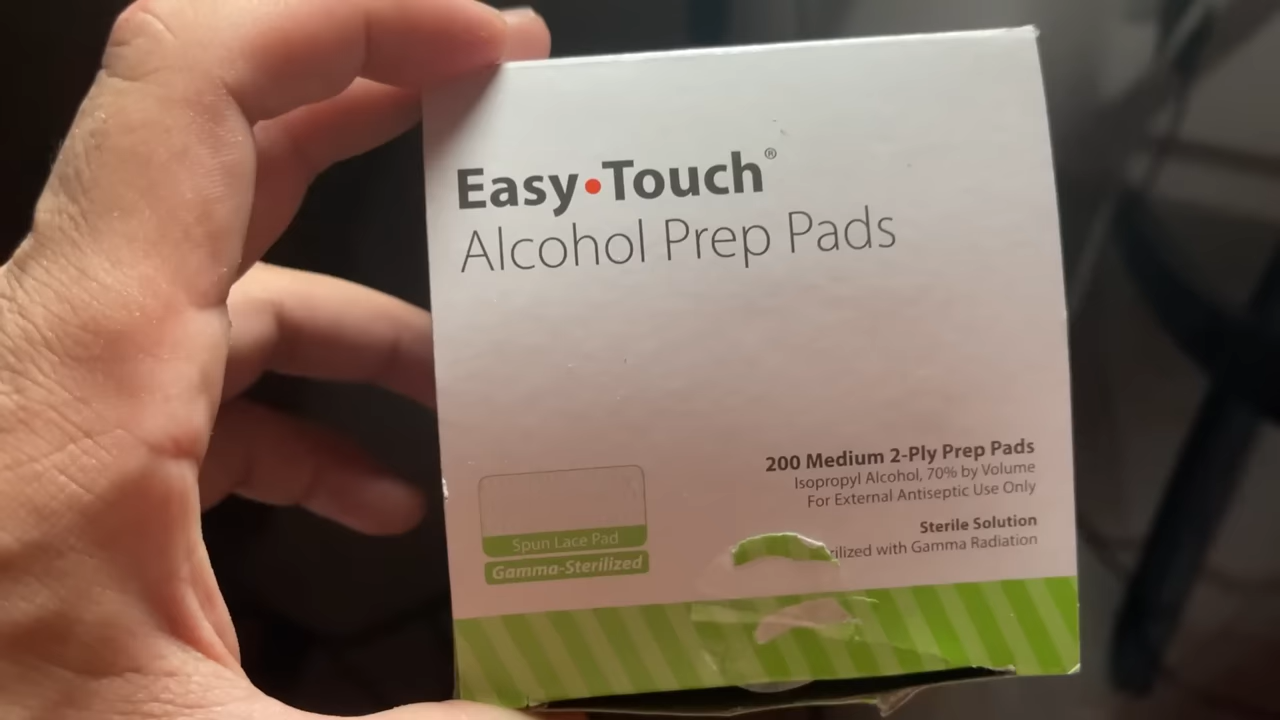 Easy•Touch®
Alcohol Prep Pads
200 Medium 2-Ply Prep Pads
Isopropyl Alcohol, 70% by Volume
For External Antiseptic Use Only
Sterile Solution
with Gamma Radiation
Spun Lace Pad
Gamma-Sterilized